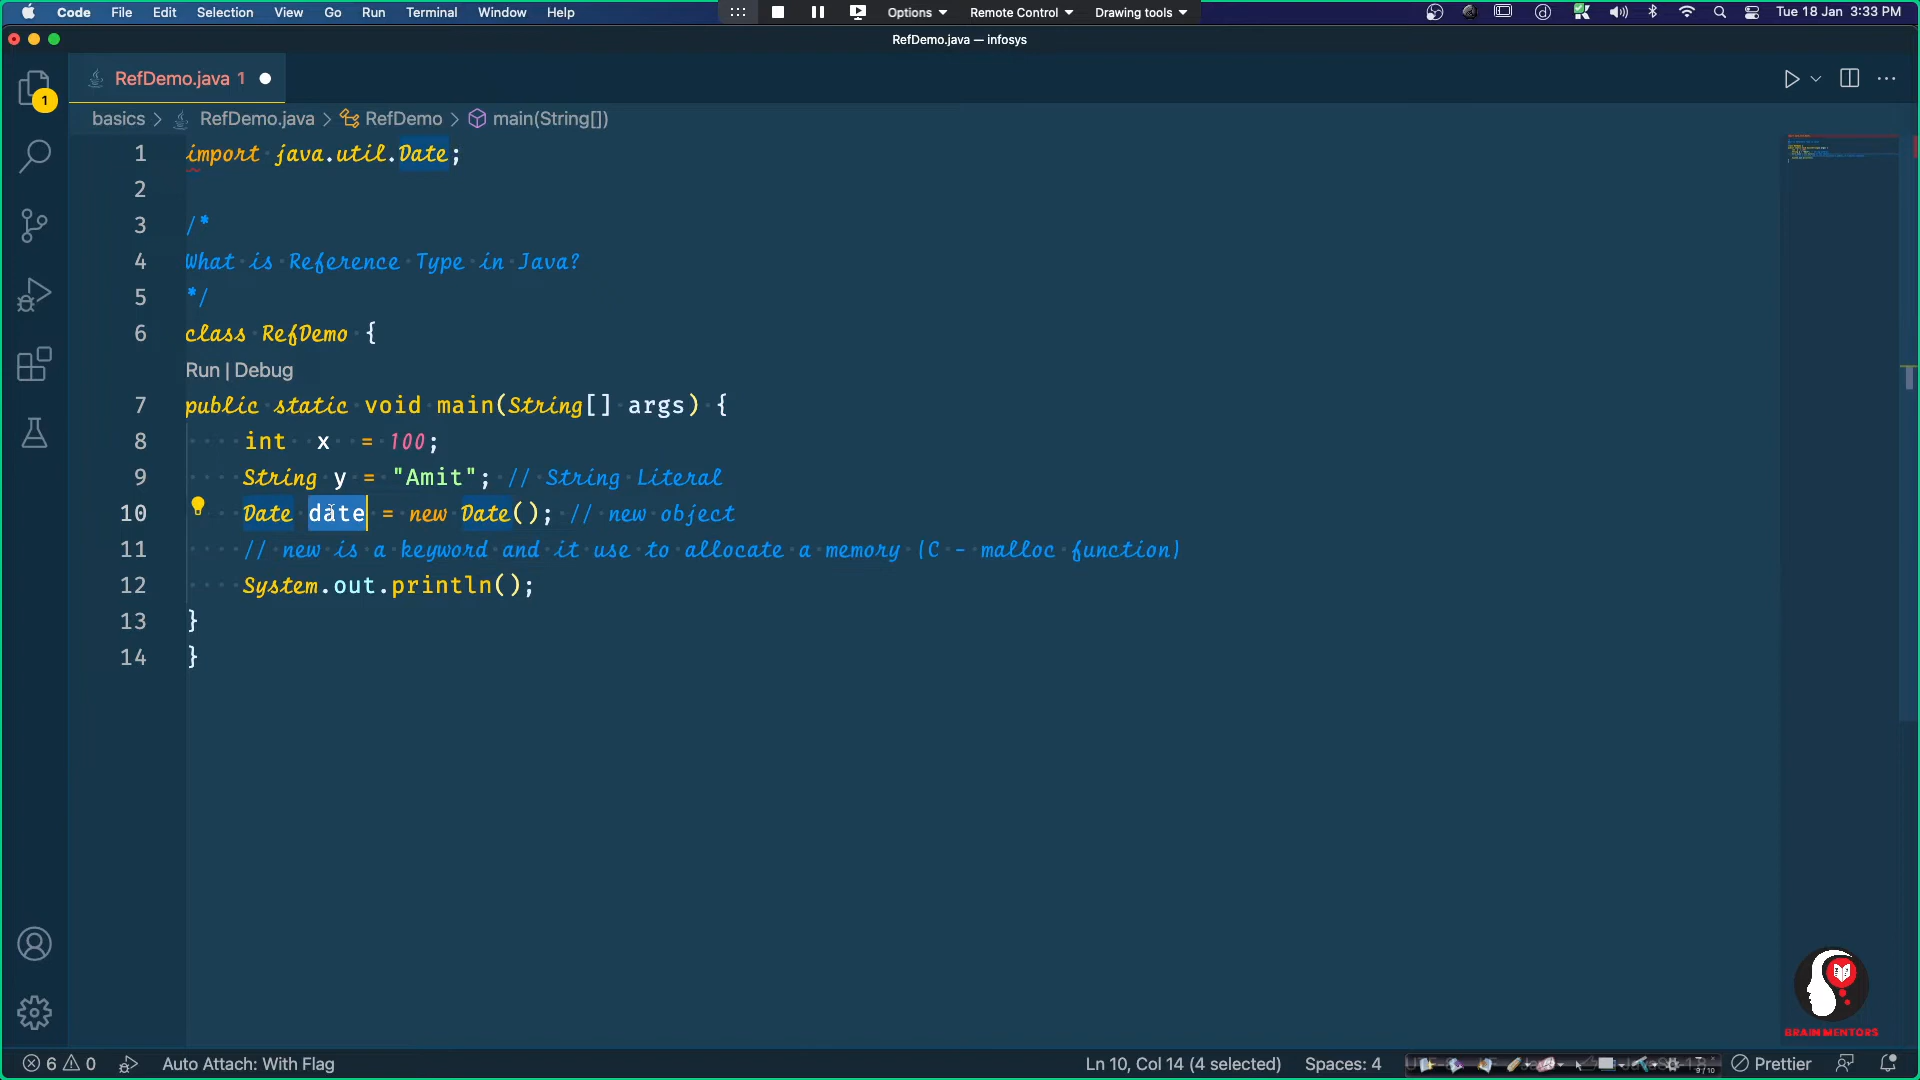 Code File Edit Selection View Go Run Terminal Window Help Options Remote Control Drawing tools Tue 18 Jan 3:33 PM
RefDemo.java — infosys
RefDemo.java 1
1
basics > RefDemo.java > RefDemo > main(String[])
1 import java.util.Date;
2
3 /*
4 What is Reference Type in Java?
5 */
6 class RefDemo {
Run | Debug
7 public static void main(String[] args) {
8 int x = 100;
9 String y = "Amit"; // String Literal
10 Date date = new Date(); // new object
11 // new is a keyword and it use to allocate a memory (C - malloc function)
12 System.out.println();
13 }
14 }
BRAIN MENTORS
6 0 Auto Attach: With Flag Ln 10, Col 14 (4 selected) Spaces: 4 9/10 Prettier